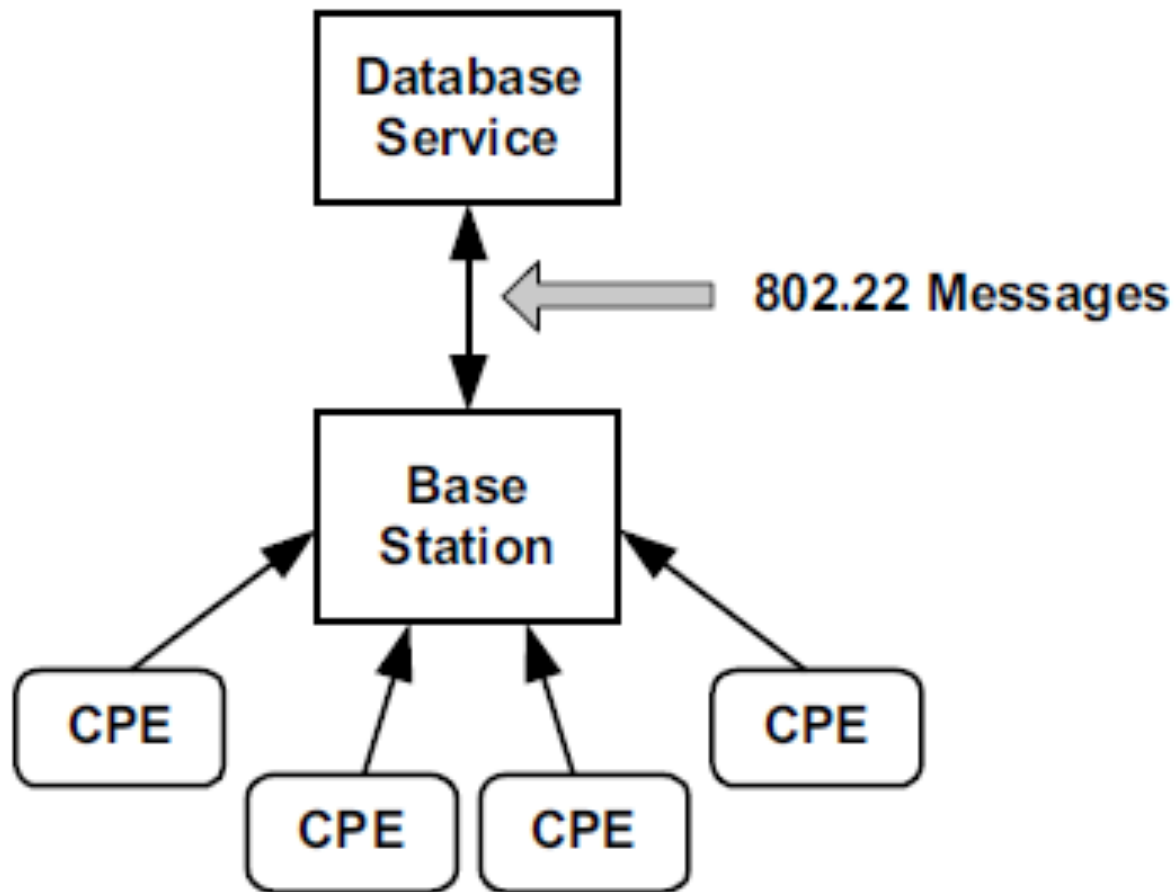 Database
Service
802.22 Messages
Base
Station
CPE
CPE
CPE
CPE